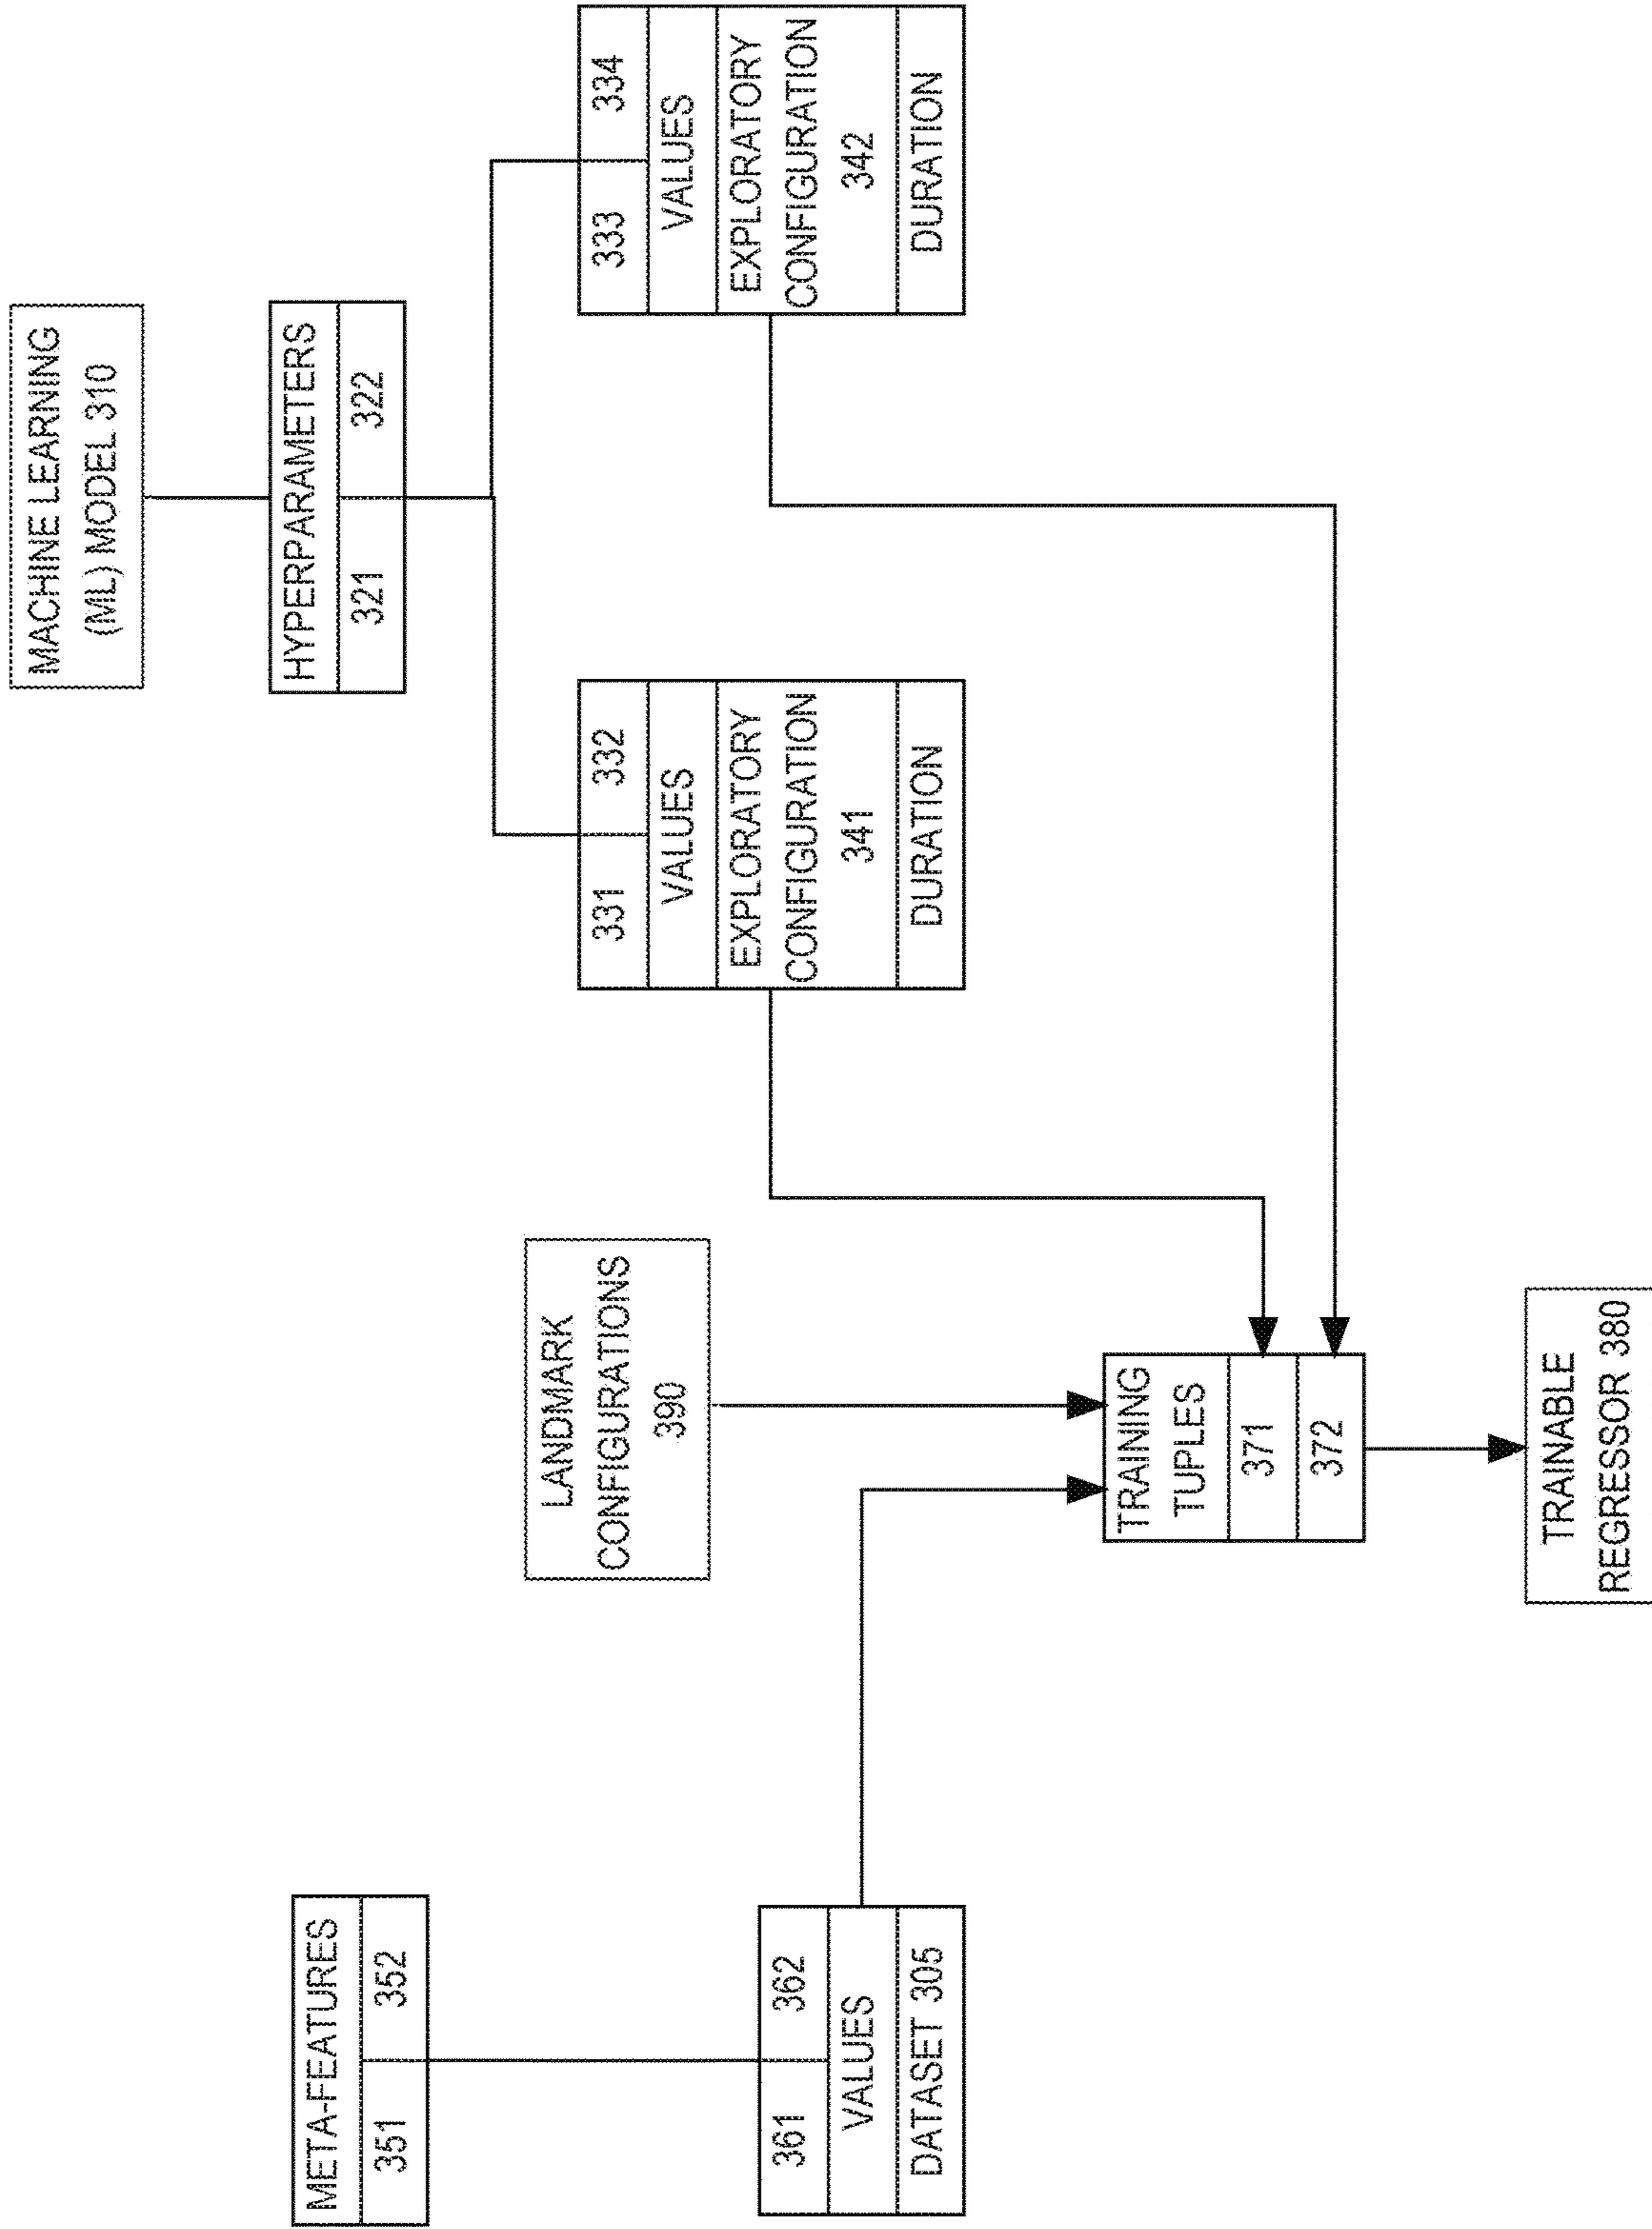 MACHINE LEARNING
(ML) MODEL 310
META-FEATURES
351 352
HYPERPARAMETERS
321 322
LANDMARK
CONFIGURATIONS
390
361 362
VALUES
DATASET 305
331 332
VALUES
EXPLORATORY
CONFIGURATION
341
DURATION
333 334
VALUES
EXPLORATORY
CONFIGURATION
342
DURATION
TRAINING
TUPLES
371
372
TRAINABLE
REGRESSOR 380